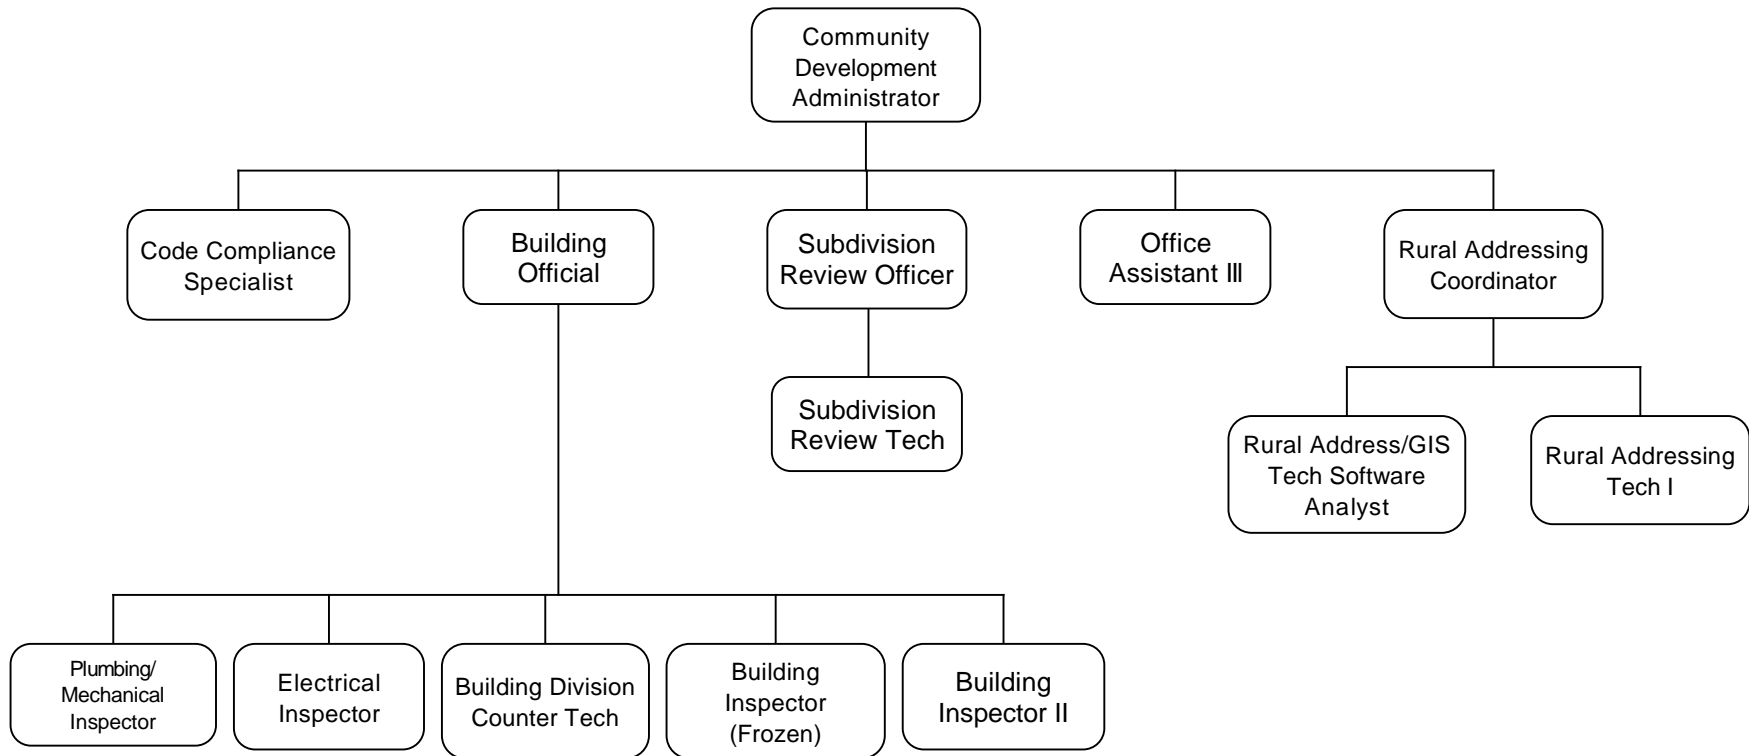 Community
Development
Administrator
Code Compliance
Specialist
Building
Official
Subdivision
Review Officer
Office
Assistant III
Rural Addressing
Coordinator
Subdivision
Review Tech
Rural Address/GIS
Tech Software
Analyst
Rural Addressing
Tech I
Plumbing/
Mechanical
Inspector
Electrical
Inspector
Building Division
Counter Tech
Building
Inspector
(Frozen)
Building
Inspector II